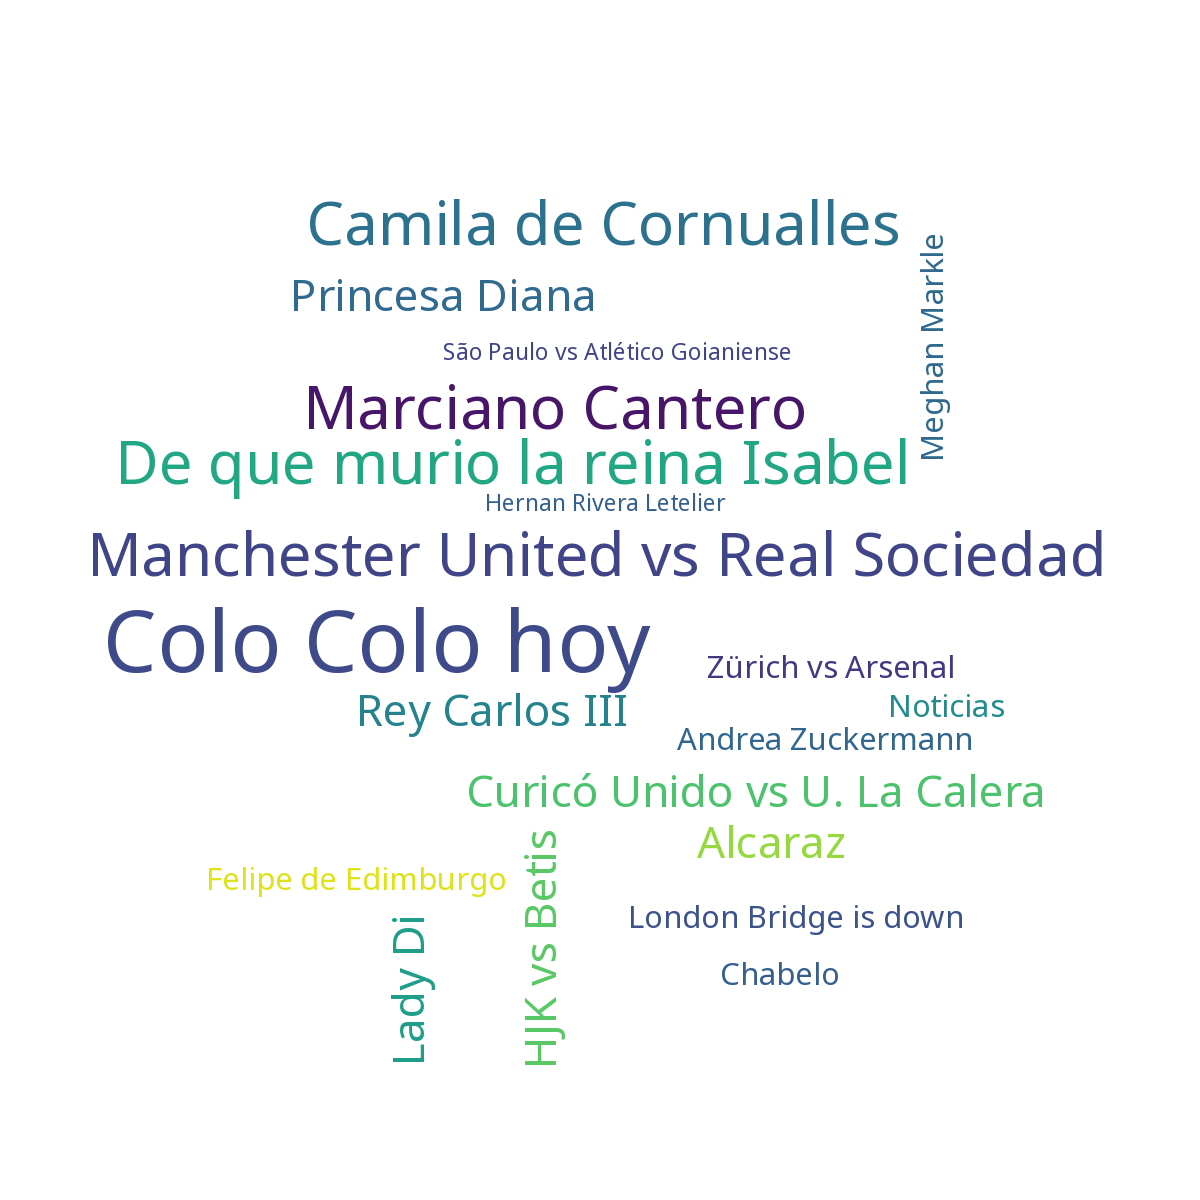 Camila de Cornualles
Meghan Markle
Princesa Diana
São Paulo vs Atlético Goianiense
Marciano Cantero
De que murio la reina Isabel
Hernan Rivera Letelier
Manchester United vs Real Sociedad
Colo Colo hoy
Zürich vs Arsenal
Rey Carlos III
Noticias
Andrea Zuckermann
Curicó Unido vs U. La Calera
Alcaraz
Felipe de Edimburgo
HJK vs Betis
London Bridge is down
Lady Di
Chabelo